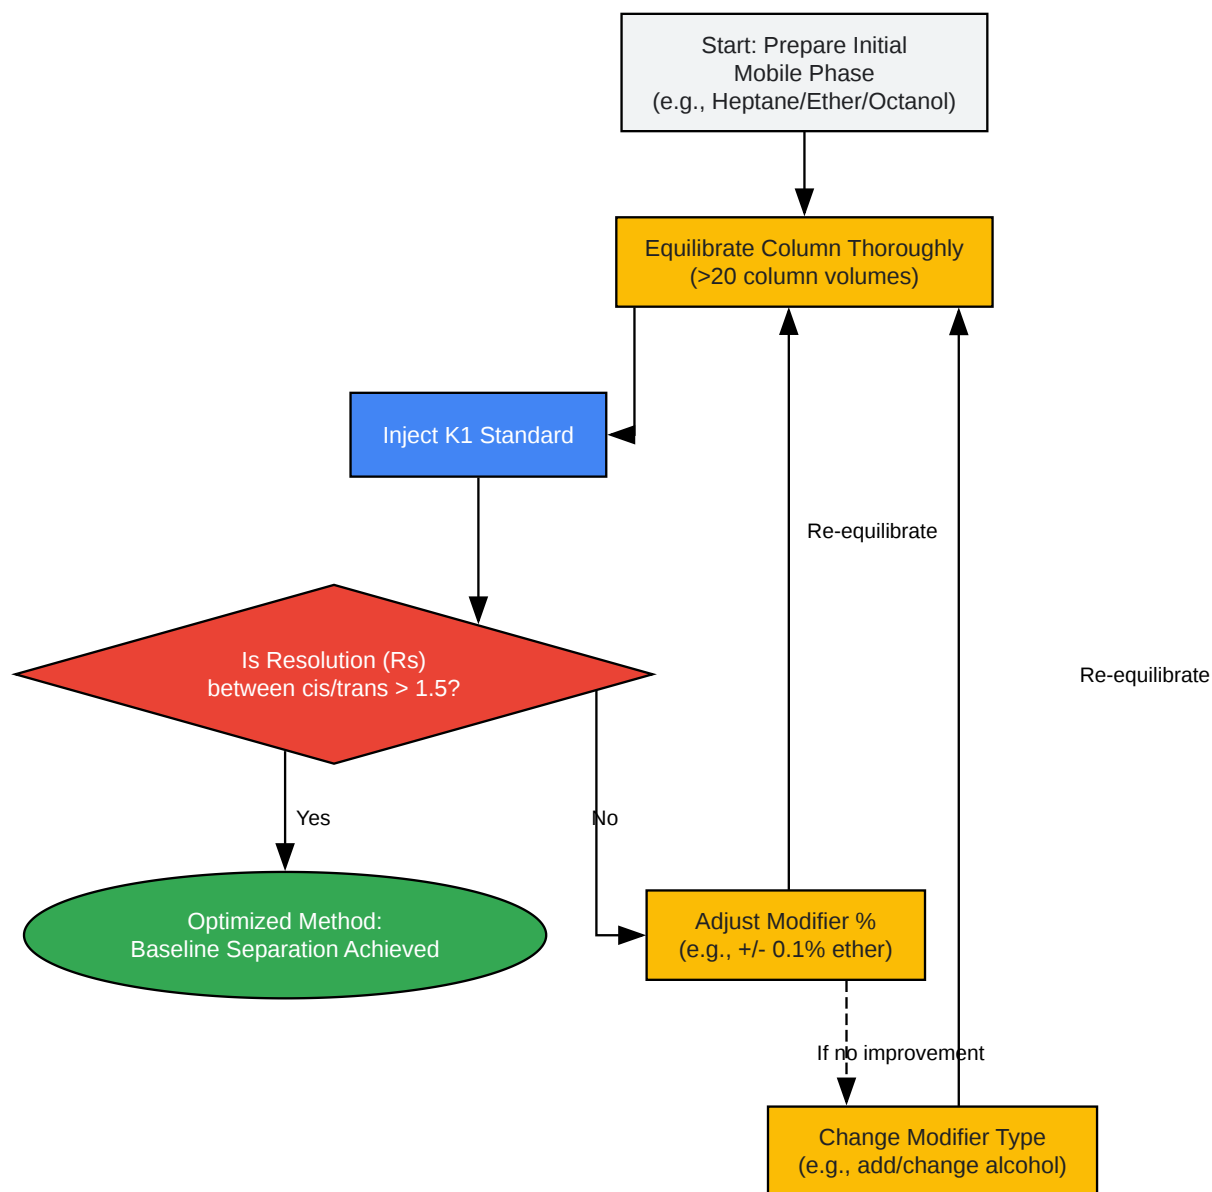 Start: Prepare Initial
Mobile Phase
(e.g., Heptane/Ether/Octanol)
Equilibrate Column Thoroughly
(>20 column volumes)
Inject K1 Standard
Re-equilibrate
Is Resolution (Rs)
between cis/trans > 1.5?
Re-equilibrate
Yes
No
Optimized Method:
Baseline Separation Achieved
Adjust Modifier %
(e.g., +/- 0.1% ether)
If no improvement
Change Modifier Type
(e.g., add/change alcohol)